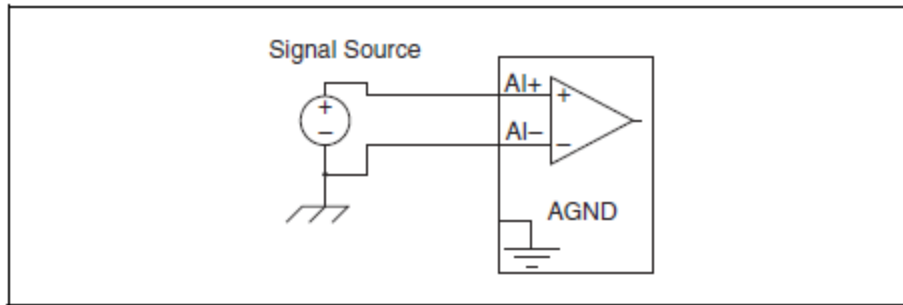 Signal Source
AI+
+
+
–
AI–
–
AGND